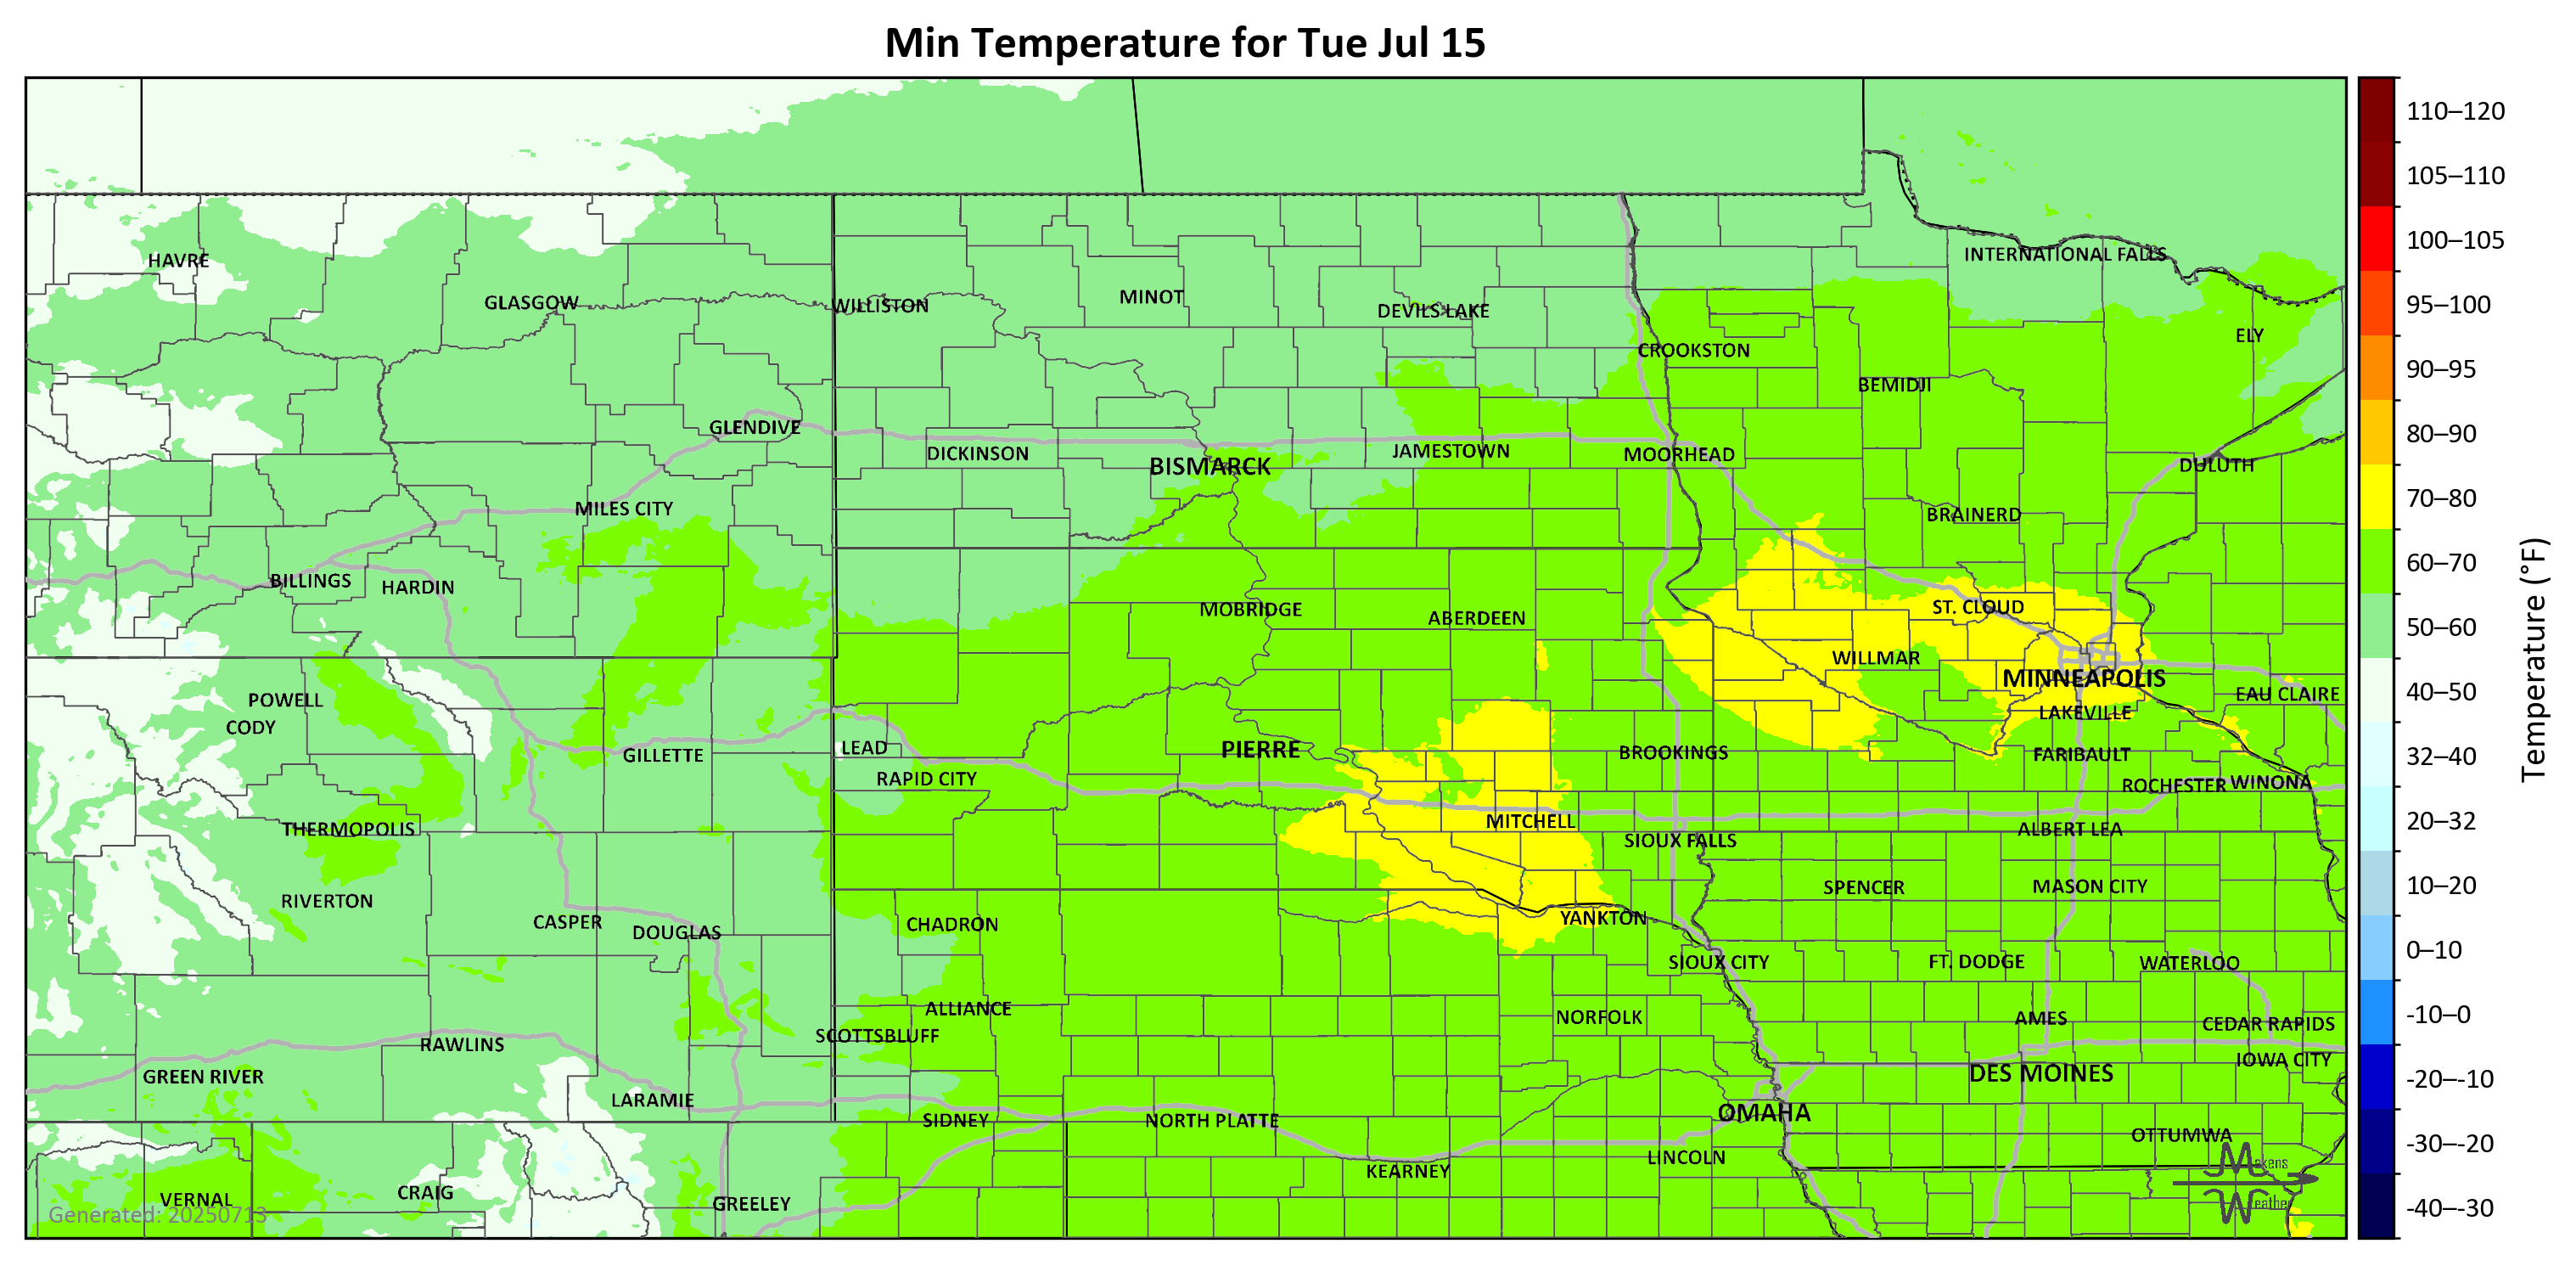 Min Temperature for Tue Jul 15
110–120
105–110
100–105
95–100
90–95
80–90
70–80
60–70
50–60
40–50
32–40
20–32
10–20
0–10
-10–0
-20–-10
-30–-20
-40–-30
Temperature (°F)
HAVRE
GLASGOW
WILLISTON
MINOT
DEVILS LAKE
INTERNATIONAL FALLS
ELY
CROOKSTON
BEMIDJI
GLENDIVE
DICKINSON
BISMARCK
JAMESTOWN
MOORHEAD
DULUTH
MILES CITY
BRAINERD
BILLINGS
HARDIN
MOBRIDGE
ABERDEEN
ST. CLOUD
WILLMAR
MINNEAPOLIS
EAU CLAIRE
POWELL
CODY
LAKEVILLE
GILLETTE
LEAD
PIERRE
BROOKINGS
FARIBAULT
RAPID CITY
ROCHESTER
WINONA
THERMOPOLIS
MITCHELL
SIOUX FALLS
ALBERT LEA
SPENCER
MASON CITY
RIVERTON
CASPER
DOUGLAS
CHADRON
YANKTON
SIOUX CITY
FT. DODGE
WATERLOO
ALLIANCE
NORFOLK
AMES
CEDAR RAPIDS
SCOTTSBLUFF
RAWLINS
IOWA CITY
GREEN RIVER
DES MOINES
LARAMIE
SIDNEY
NORTH PLATTE
OMAHA
OTTUMWA
LINCOLN
KEARNEY
VERNAL
CRAIG
GREELEY
Generated: 20250713
Makens
Weather